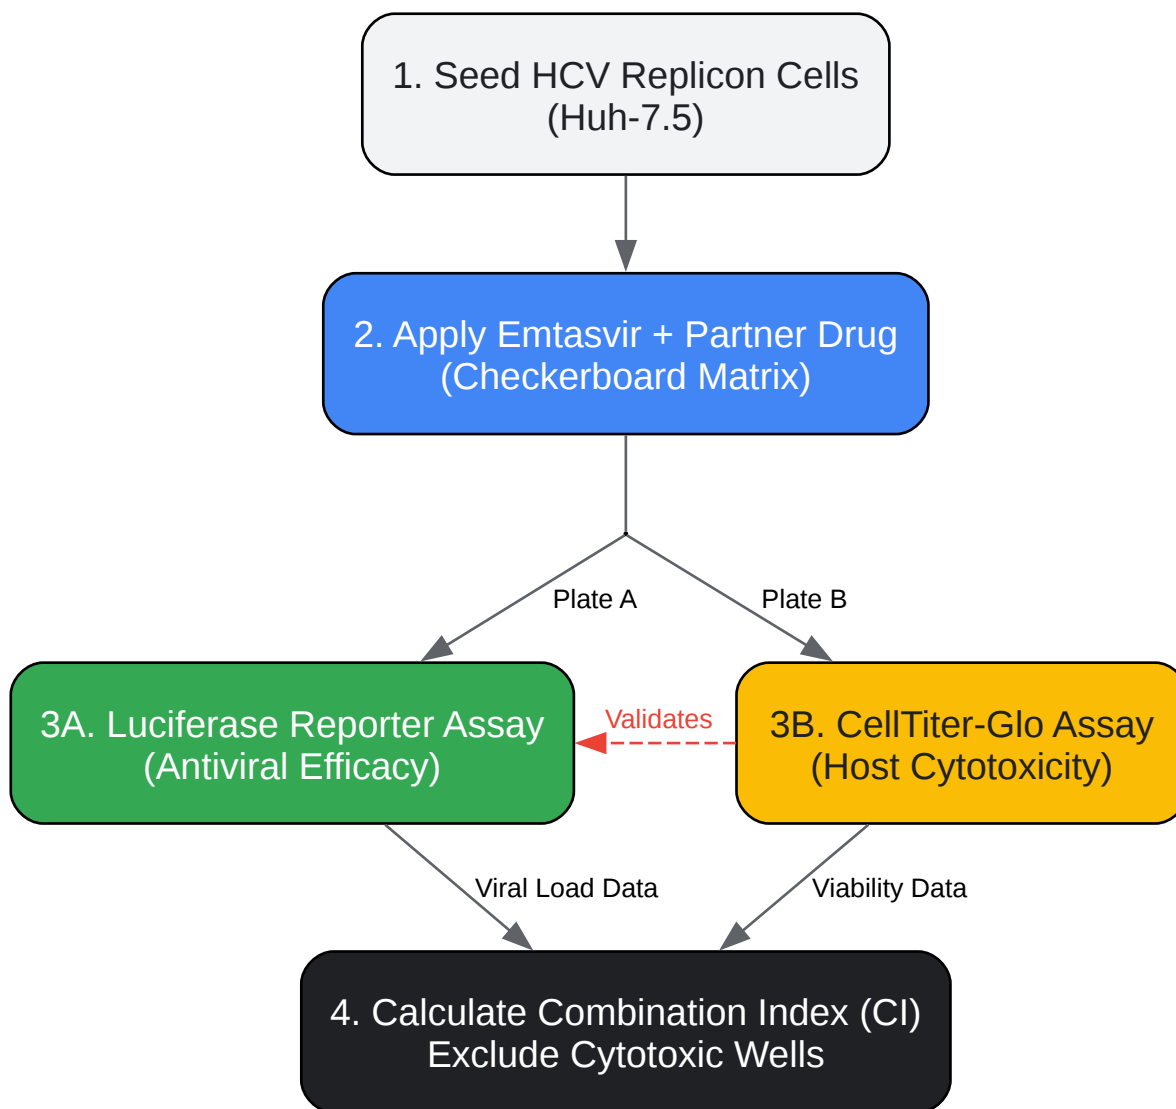 1. Seed HCV Replicon Cells
(Huh-7.5)
2. Apply Emtasvir + Partner Drug
(Checkerboard Matrix)
Plate A
Plate B
3A. Luciferase Reporter Assay
(Antiviral Efficacy)
Validates
3B. CellTiter-Glo Assay
(Host Cytotoxicity)
Viral Load Data
Viability Data
4. Calculate Combination Index (CI)
Exclude Cytotoxic Wells